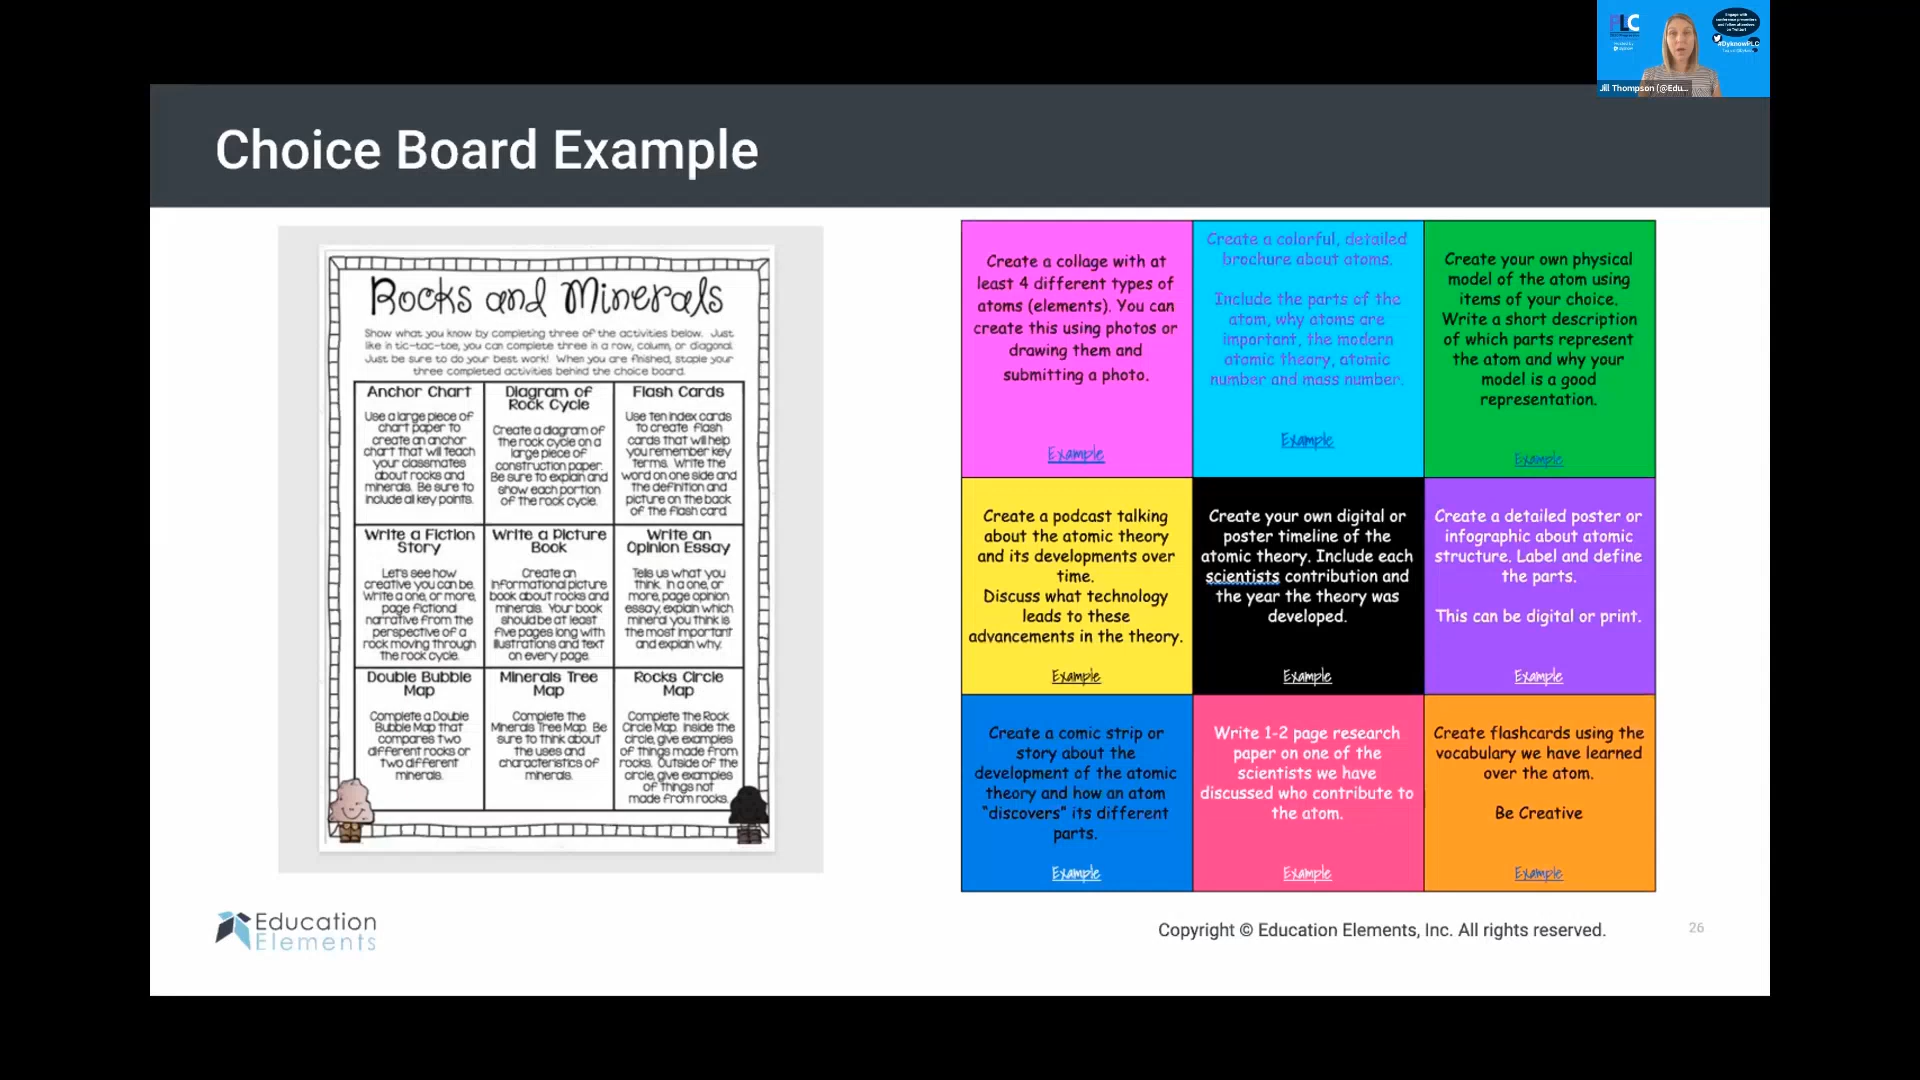 PLC
Engage with
#DyknowPLC
Jill Thompson (@Edu...
Choice Board Example
Rocks and Minerals
Show what you know by completing three of the activities below. Just
like in tic-tac-toe, you can complete three in a row, column, or diagonal.
Just be sure to do your best work! When you are finished, staple your
three completed activities behind the choice board.
Anchor Chart
Use a large piece of
chart paper to
create an anchor
chart that will teach
your classmates
about rocks and
minerals. Be sure to
include all key points.
Diagram of
Rock Cycle
Create a diagram of
the rock cycle on a
large piece of
construction paper.
Be sure to explain and
show each portion
of the rock cycle.
Flash Cards
Use ten index cards
to create flash
cards that will help
you remember key
terms. Write the
word on one side and
the definition and
picture on the back
of the flash card.
Write a Fiction
Story
Let's see how
creative you can be.
Write a one, or more,
page fictional
narrative from the
perspective of a
rock moving through
the rock cycle.
Write a Picture
Book
Create an
informational picture
book about rocks and
minerals. Your book
should be at least
five pages long with
illustrations and text
on every page.
Write an
Opinion Essay
Tells us what you
think. In a one, or
more, page opinion
essay, explain which
mineral you think is
the most important
and explain why.
Double Bubble
Map
Complete a Double
Bubble Map that
compares two
different rocks or
two different
minerals.
Minerals Tree
Map
Complete the
Minerals Tree Map. Be
sure to think about
the uses and
characteristics of
minerals.
Rocks Circle
Map
Complete the Rock
Circle Map. Inside the
circle, give examples
of things made from
rocks. Outside of the
circle, give examples
of things not
made from rocks.
Create a collage with at
least 4 different types of
atoms (elements). You can
create this using photos or
drawing them and
submitting a photo.
Example
Create a colorful, detailed
brochure about atoms.
Include the parts of the
atom, why atoms are
important, the modern
atomic theory, atomic
number and mass number.
Example
Create your own physical
model of the atom using
items of your choice.
Write a short description
of which parts represent
the atom and why your
model is a good
representation.
Example
Create a podcast talking
about the atomic theory
and its developments over
time.
Discuss what technology
leads to these
advancements in the theory.
Example
Create your own digital or
poster timeline of the
atomic theory. Include each
scientists contribution and
the year the theory was
developed.
Example
Create a detailed poster or
infographic about atomic
structure. Label and define
the parts.
This can be digital or print.
Example
Create a comic strip or
story about the
development of the atomic
theory and how an atom
"discovers" its different
parts.
Example
Write 1-2 page research
paper on one of the
scientists we have
discussed who contribute to
the atom.
Example
Create flashcards using the
vocabulary we have learned
over the atom.
Be Creative
Example
Education
Elements
Copyright © Education Elements, Inc. All rights reserved.
26